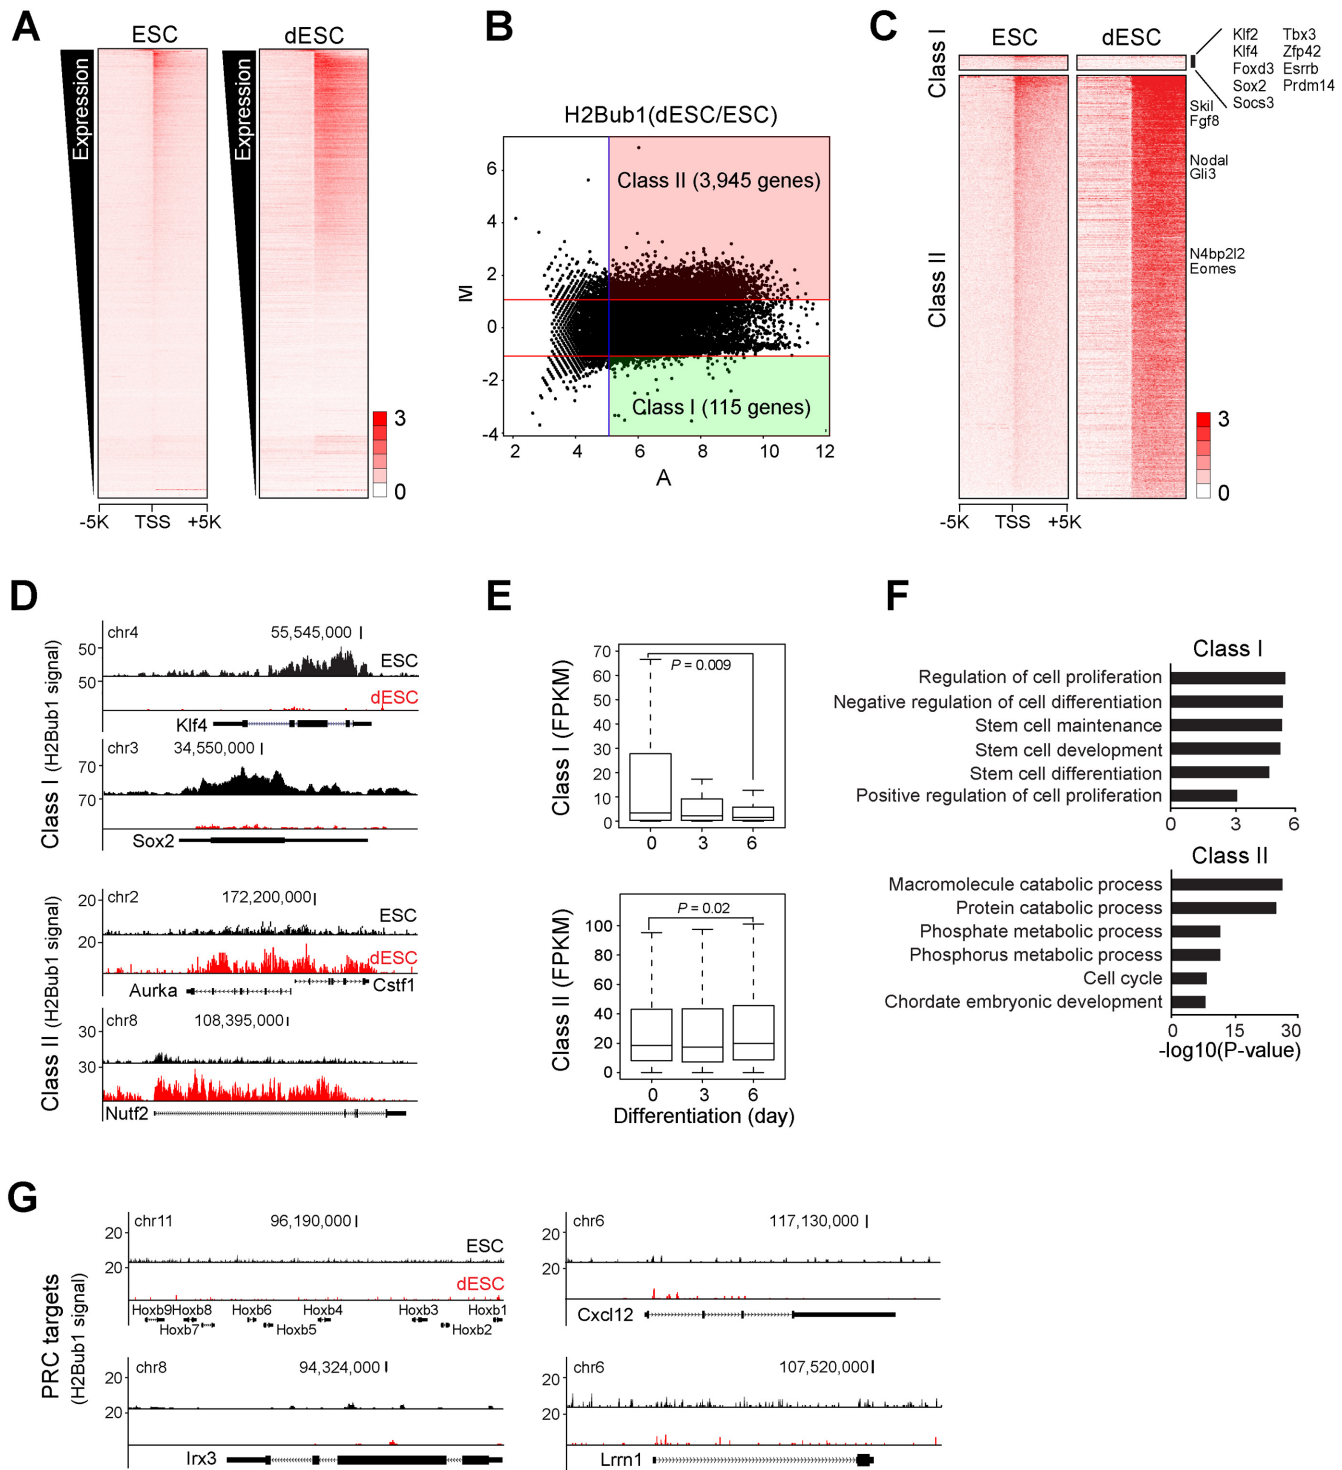 A
ESC
dESC
Expression
Expression
3
0
-5K
TSS
+5K
B
H2Bub1(dESC/ESC)
Class II (3,945 genes)
Class I (115 genes)
M
6
4
2
0
-2
-4
2
4
6
8
10
12
A
C
Class I
Class II
ESC
dESC
Klf2
Tbx3
Klf4
Zfp42
Foxd3
Esrrb
Sox2
Prdm14
Socs3
Skil
Fgf8
Nodal
Gli3
N4bp2l2
Eomes
3
0
-5K
TSS
+5K
D
Class I (H2Bub1 signal)
chr4
55,545,000
50
ESC
50
dESC
Klf4
chr3
34,550,000
70
70
Sox2
Class II (H2Bub1 signal)
chr2
172,200,000
20
ESC
20
dESC
Aurka
Cstf1
chr8
108,395,000
30
30
Nutf2
E
Class I (FPKM)
70
60
50
40
30
20
10
0
P = 0.009
0
3
6
Class II (FPKM)
100
80
60
40
20
0
P = 0.02
0
3
6
Differentiation (day)
F
Class I
Regulation of cell proliferation
Negative regulation of cell differentiation
Stem cell maintenance
Stem cell development
Stem cell differentiation
Positive regulation of cell proliferation
0
3
6
Class II
Macromolecule catabolic process
Protein catabolic process
Phosphate metabolic process
Phosphorus metabolic process
Cell cycle
Chordate embryonic development
0
15
30
-log10(P-value)
G
PRC targets
(H2Bub1 signal)
chr11
96,190,000
20
ESC
20
dESC
Hoxb9
Hoxb8
Hoxb6
Hoxb4
Hoxb3
Hoxb1
Hoxb7
Hoxb5
Hoxb2
chr6
117,130,000
20
20
Cxcl12
chr8
94,324,000
20
20
Irx3
chr6
107,520,000
20
20
Lrrn1